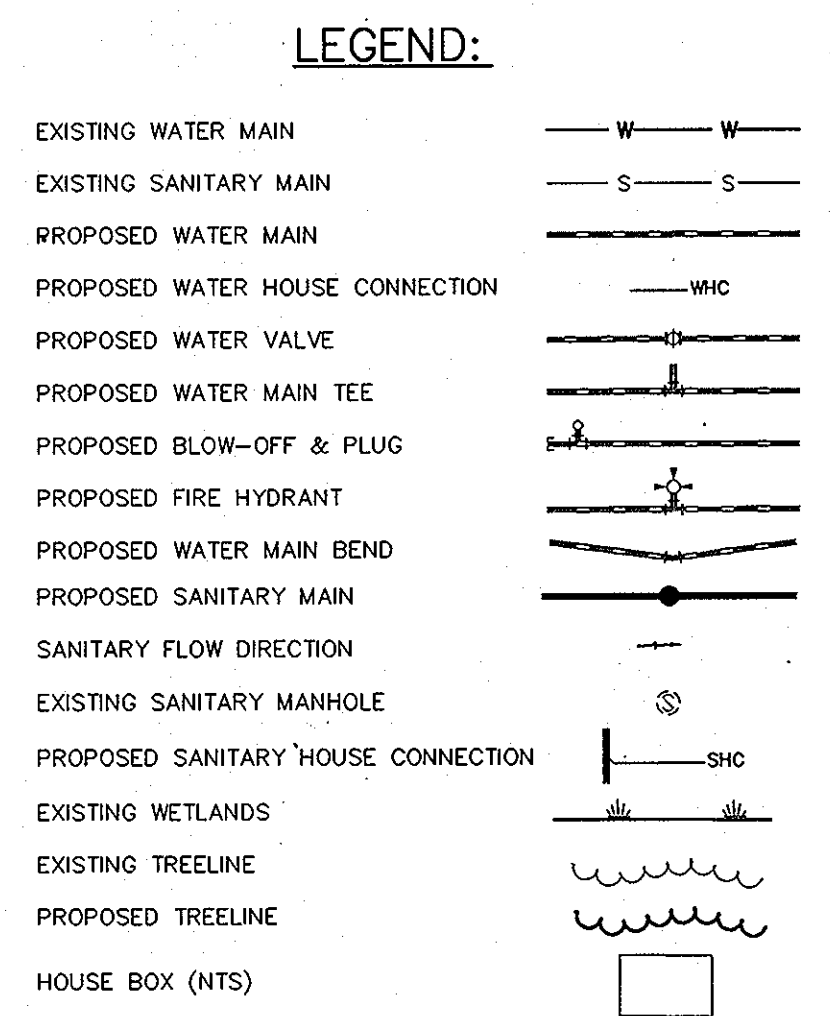 LEGEND:
EXISTING WATER MAIN W W
EXISTING SANITARY MAIN S S
PROPOSED WATER MAIN
PROPOSED WATER HOUSE CONNECTION WHC
PROPOSED WATER VALVE
PROPOSED WATER MAIN TEE
PROPOSED BLOW-OFF & PLUG
PROPOSED FIRE HYDRANT
PROPOSED WATER MAIN BEND
PROPOSED SANITARY MAIN
SANITARY FLOW DIRECTION
EXISTING SANITARY MANHOLE S
PROPOSED SANITARY HOUSE CONNECTION SHC
EXISTING WETLANDS
EXISTING TREELINE
PROPOSED TREELINE
HOUSE BOX (NTS)